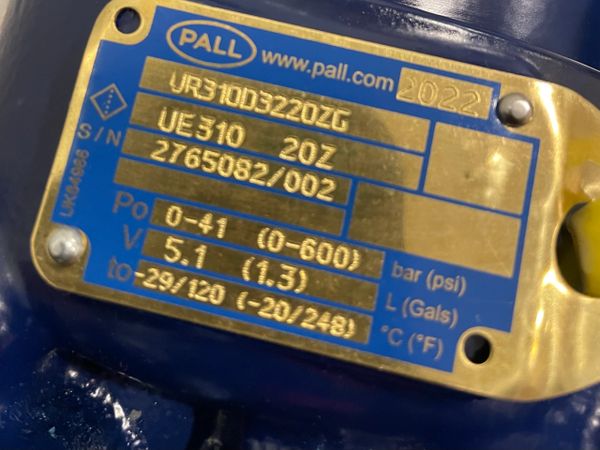 PALL www.pall.com 2022
UR310D3220ZG
UE310 20Z
S/N 2765082/002
Po 0-41 (0-600) bar (psi)
V 5.1 (1.3) L (Gals)
to -29/120 (-20/248) °C (°F)